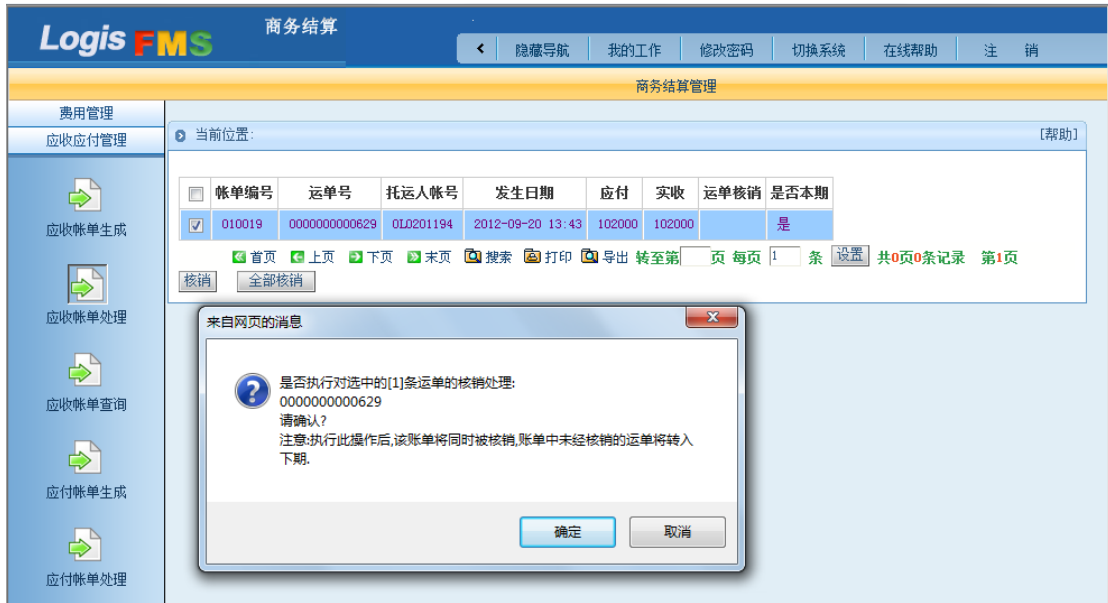 Logis FMS
商务结算
隐藏导航 我的工作 修改密码 切换系统 在线帮助 注 销
商务结算管理
费用管理
应收应付管理
应收帐单生成
应收帐单处理
应收帐单查询
应付帐单生成
应付帐单处理
当前位置: [帮助]
帐单编号 运单号 托运人帐号 发生日期 应付 实收 运单核销 是否本期
010019 0000000000629 0LO201194 2012-09-20 13:43 102000 102000 是
首页 上页 下页 末页 搜索 打印 导出 转至第 页 每页 1 条 设置 共0页0条记录 第1页
核销 全部核销
来自网页的消息
是否执行对选中的[1]条运单的核销处理:
0000000000629
请确认?
注意:执行此操作后,该账单将同时被核销,账单中未经核销的运单将转入
下期.
确定 取消